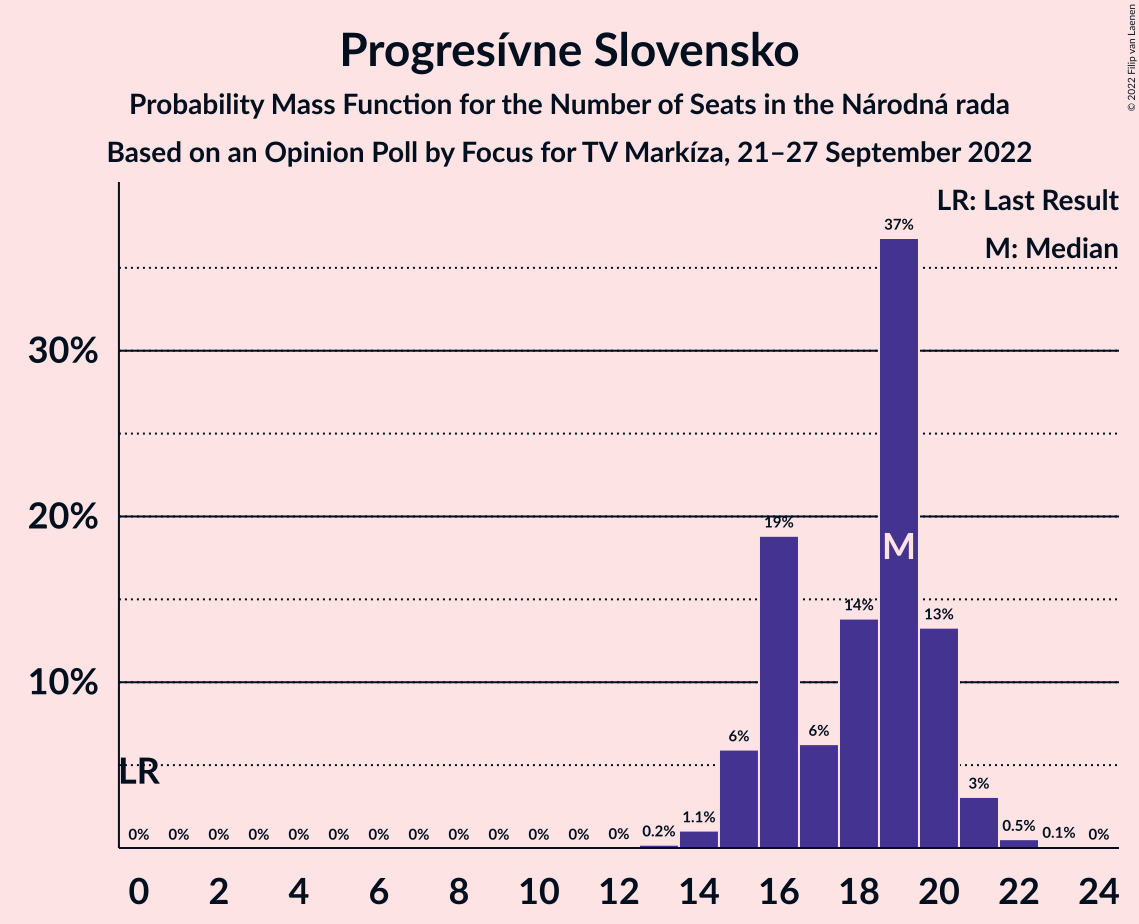 Progresívne Slovensko
Probability Mass Function for the Number of Seats in the Národná rada
Based on an Opinion Poll by Focus for TV Markíza, 21–27 September 2022
© 2022 Filip van Laenen
LR: Last Result
M: Median
30%
20%
10%
LR
M
0% 0% 0% 0% 0% 0% 0% 0% 0% 0% 0% 0% 0% 0.2% 1.1% 6% 19% 6% 14% 37% 13% 3% 0.5% 0.1% 0%
0 2 4 6 8 10 12 14 16 18 20 22 24